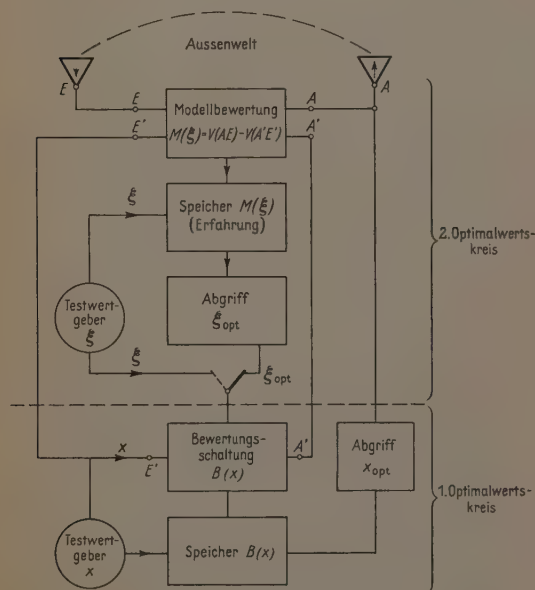 Aussenwelt
E
A
E
A
Modellbewertung
E'
M(ξ)=V(AE)-V(A'E')
A'
ξ
Speicher M(ξ)
(Erfahrung)
2.Optimalwerts-
kreis
Testwert-
geber
ξ
Abgriff
ξopt
ξ
ξopt
x
E'
Bewertungs-
schaltung
B(x)
A'
Abgriff
xopt
1.Optimalwerts-
kreis
Testwert-
geber
x
Speicher B(x)